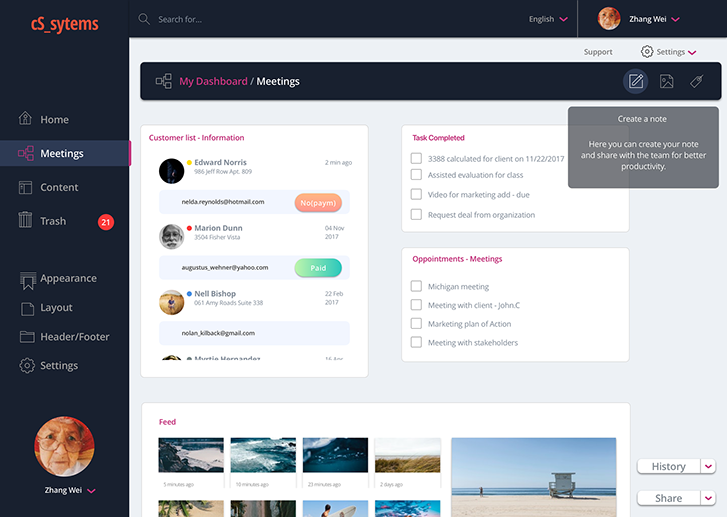 cS_sytems
Search for...
English
Zhang Wei
Support
Settings
My Dashboard / Meetings
Home
Meetings
Content
Trash
21
Appearance
Layout
Header/Footer
Settings
Zhang Wei
Create a note
Here you can create your note
and share with the team for better
productivity.
Customer list - Information
Edward Norris
2 min ago
986 Jeff Row Apt. 809
nelda.reynolds@hotmail.com
No(paym)
Marion Dunn
04 Nov
2017
3504 Fisher Vista
augustus_wehner@yahoo.com
Paid
Nell Bishop
22 Feb
2017
061 Amy Roads Suite 338
nolan_kilback@gmail.com
Myrtie Hernandez
16 Apr
Task Completed
3388 calculated for client on 11/22/2017
Assisted evaluation for class
Video for marketing add - due
Request deal from organization
Oppointments - Meetings
Michigan meeting
Meeting with client - John.C
Marketing plan of Action
Meeting with stakeholders
Feed
5 minutes ago
19 minutes ago
23 minutes ago
2 days ago
History
Share